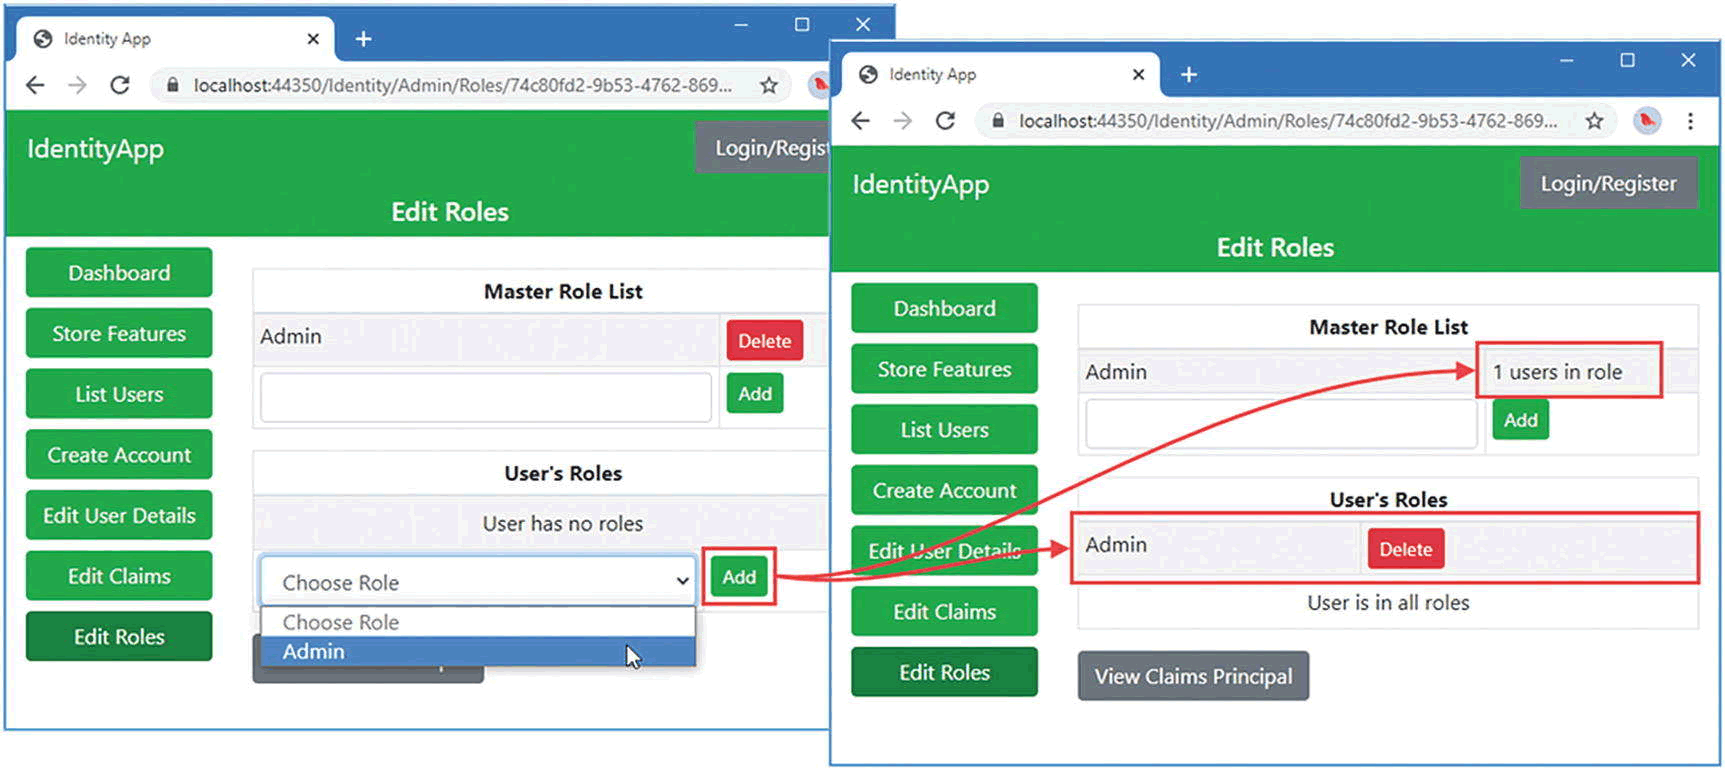 Identity App
localhost:44350/Identity/Admin/Roles/74c80fd2-9b53-4762-869...
IdentityApp
Login/Regist
Edit Roles
Dashboard
Store Features
List Users
Create Account
Edit User Details
Edit Claims
Edit Roles
Master Role List
Admin
Delete
Add
User's Roles
User has no roles
Choose Role
Add
Choose Role
Admin
Identity App
localhost:44350/Identity/Admin/Roles/74c80fd2-9b53-4762-869...
IdentityApp
Login/Register
Edit Roles
Dashboard
Store Features
List Users
Create Account
Edit User Details
Edit Claims
Edit Roles
Master Role List
Admin
1 users in role
Add
User's Roles
Admin
Delete
User is in all roles
View Claims Principal